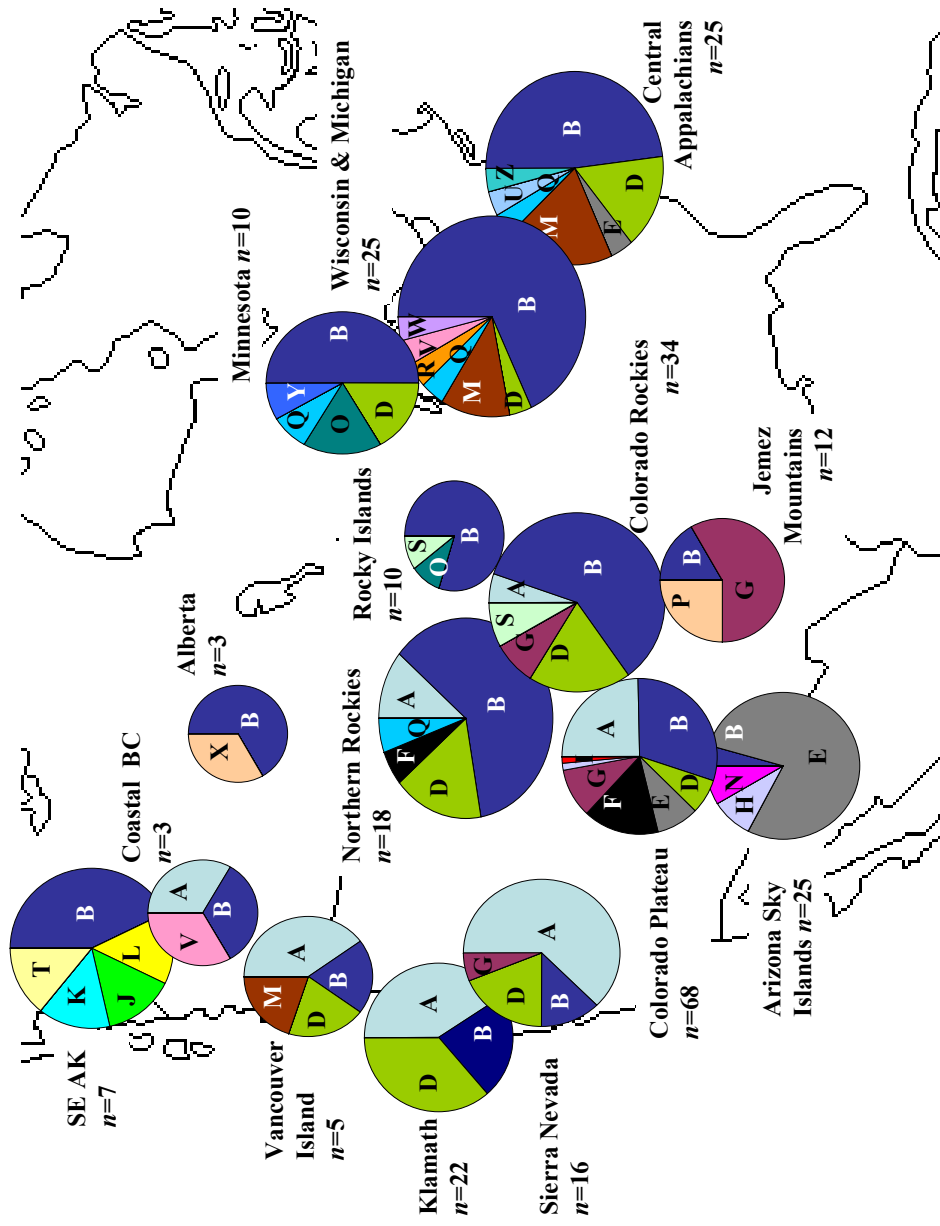 SE AK
n=7
T
B
K
L
J
Coastal BC
n=3
A
V
B
Vancouver
Island
n=5
A
M
B
D
Klamath
n=22
A
D
B
Sierra Nevada
n=16
G
A
D
B
Alberta
n=3
X
B
Northern Rockies
n=18
A
Q
F
B
D
Rocky Islands
n=10
S
O
B
Colorado Rockies
n=34
A
S
G
B
D
Colorado Plateau
n=68
A
G
B
F
E
D
Jemez
Mountains
n=12
P
B
G
Arizona Sky
Islands n=25
B
N
H
E
Minnesota n=10
Y
B
Q
O
D
Wisconsin & Michigan
n=25
W
V
R
Q
B
M
D
Central
Appalachians
n=25
Z
U
Q
B
M
E
D